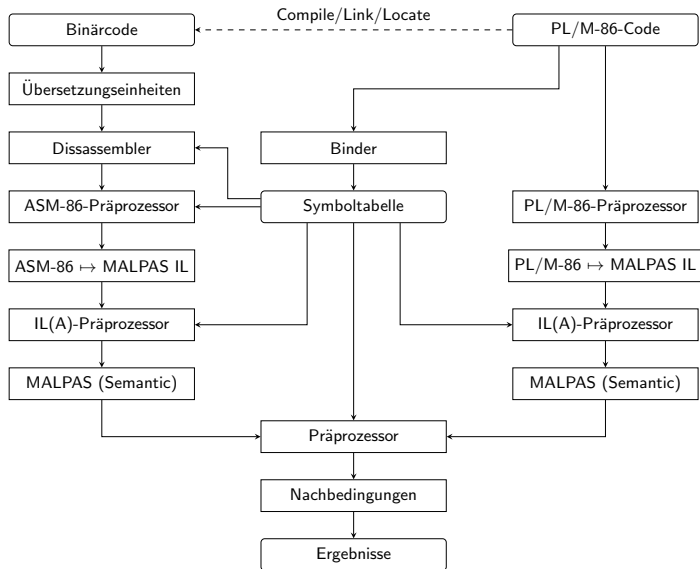 Compile/Link/Locate
Binärcode
PL/M-86-Code
Übersetzungseinheiten
Dissassembler
Binder
ASM-86-Präprozessor
Symboltabelle
PL/M-86-Präprozessor
ASM-86 ↦ MALPAS IL
PL/M-86 ↦ MALPAS IL
IL(A)-Präprozessor
IL(A)-Präprozessor
MALPAS (Semantic)
MALPAS (Semantic)
Präprozessor
Nachbedingungen
Ergebnisse